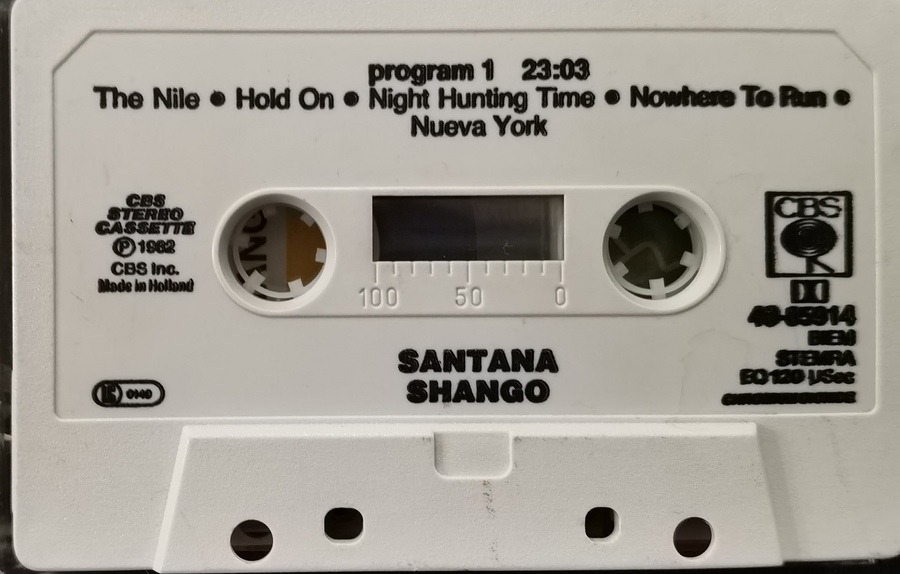 program 1 23:03
The Nile • Hold On • Night Hunting Time • Nowhere To Run •
Nueva York
CBS
STEREO
CASSETTE
Ⓟ 1982
CBS Inc.
Made in Holland
CBS
100 50 0
40-85914
BIEM
STEMRA
EQ 120 µSec
SANTANA
SHANGO